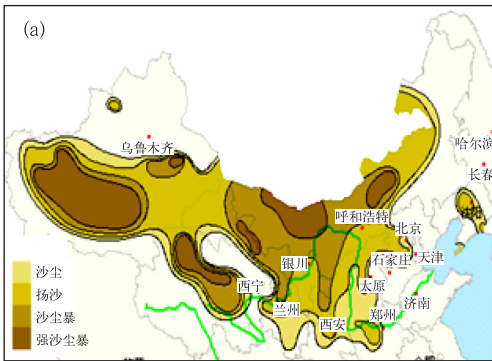 (a)
哈尔滨
乌鲁木齐
长春
呼和浩特
北京
银川
石家庄
天津
西宁
太原
兰州
济南
西安
郑州
沙尘
扬沙
沙尘暴
强沙尘暴